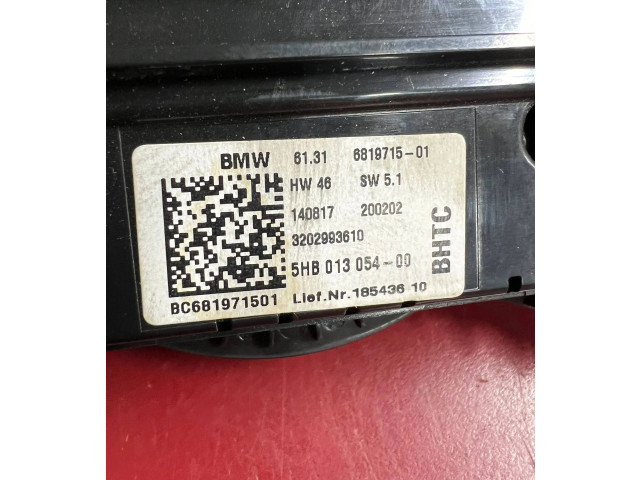 BMW 61.31 6819715-01
HW 46 SW 5.1
140817 200202
3202993610
5HB 013 054-00
BC681971501 Lief.Nr.185436 10
BHTC